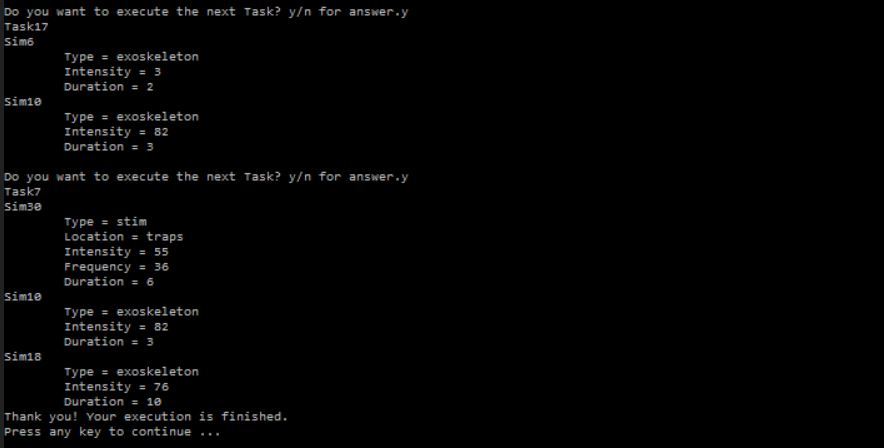 Do you want to execute the next Task? y/n for answer.y
Task17
Sim6
Type = exoskeleton
Intensity = 3
Duration = 2
Sim10
Type = exoskeleton
Intensity = 82
Duration = 3
Do you want to execute the next Task? y/n for answer.y
Task7
Sim30
Type = stim
Location = traps
Intensity = 55
Frequency = 36
Duration = 6
Sim10
Type = exoskeleton
Intensity = 82
Duration = 3
Sim18
Type = exoskeleton
Intensity = 76
Duration = 10
Thank you! Your execution is finished.
Press any key to continue ...